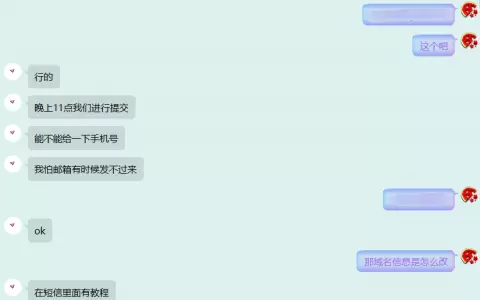 这个吧
行的
晚上11点我们进行提交
能不能给一下手机号
我怕邮箱有时候发不过来
ok
那域名信息是怎么改
在短信里面有教程